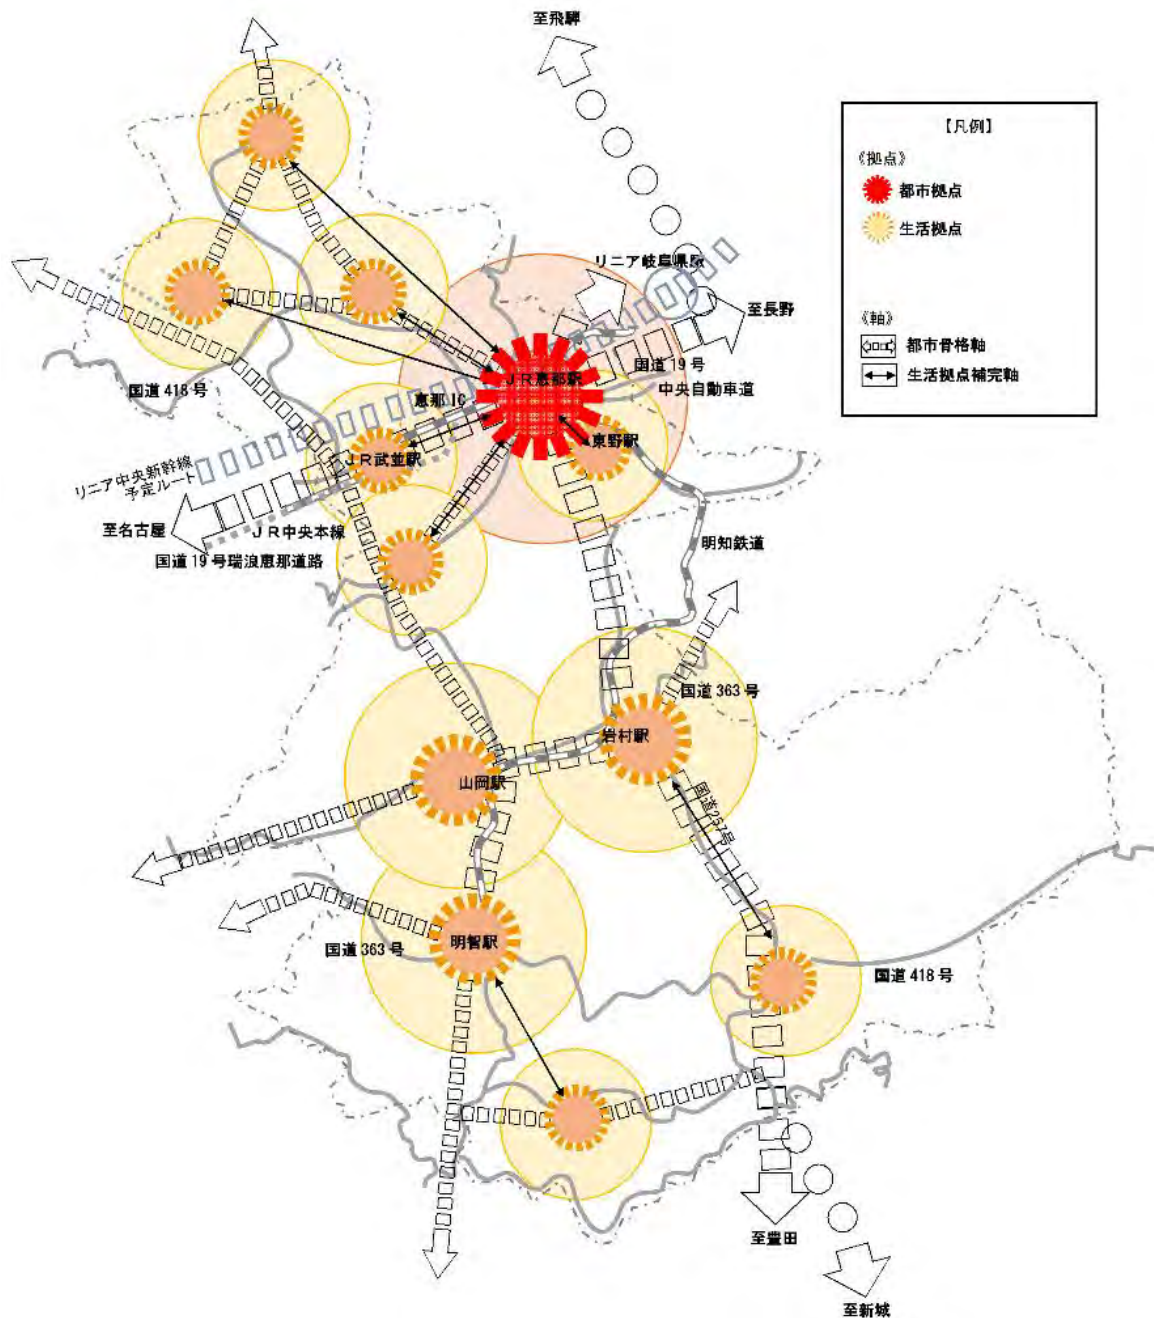 至飛騨
【凡例】
《拠点》
都市拠点
生活拠点
《軸》
都市骨格軸
生活拠点補完軸
リニア岐阜県駅
至長野
国道19号
中央自動車道
JR恵那駅
恵那IC
東野駅
国道418号
JR武並駅
リニア中央新幹線
予定ルート
至名古屋
JR中央本線
国道19号瑞浪恵那道路
明知鉄道
国道363号
岩村駅
山岡駅
国道257号
明智駅
国道363号
国道418号
至豊田
至新城